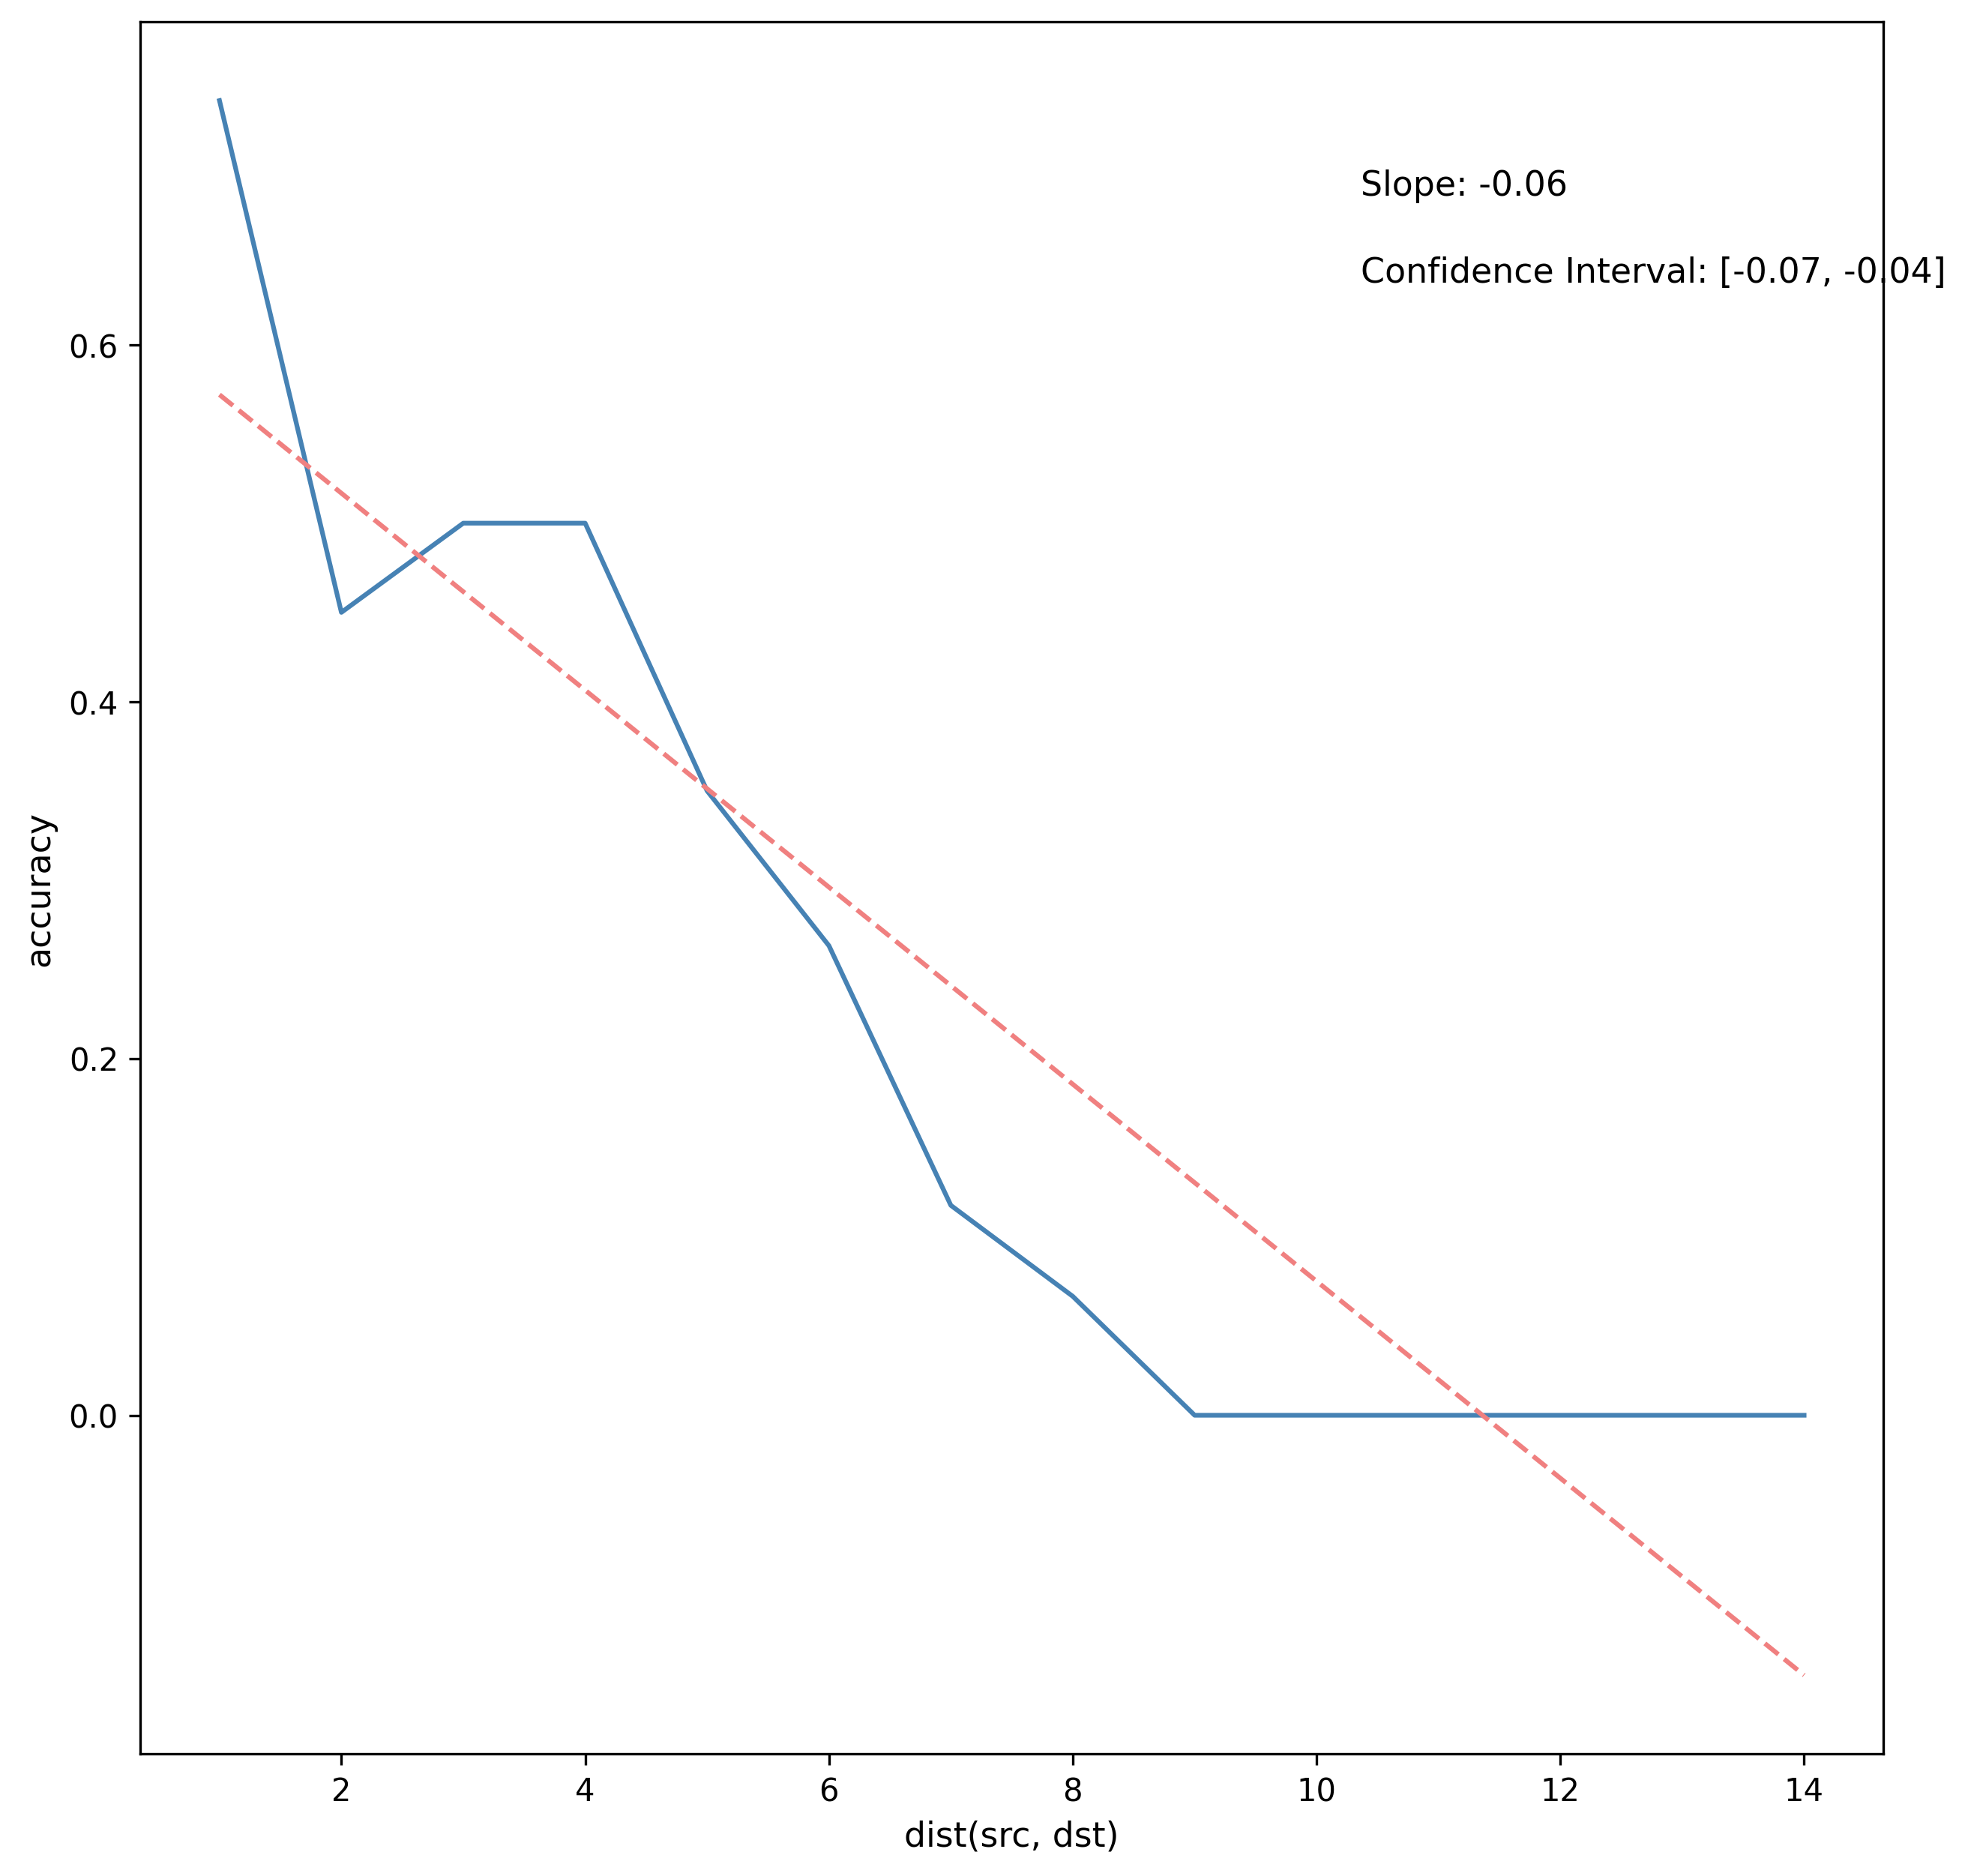 Slope: -0.06
Confidence Interval: [-0.07, -0.04]
0.6
0.4
0.2
0.0
accuracy
2 4 6 8 10 12 14
dist(src, dst)